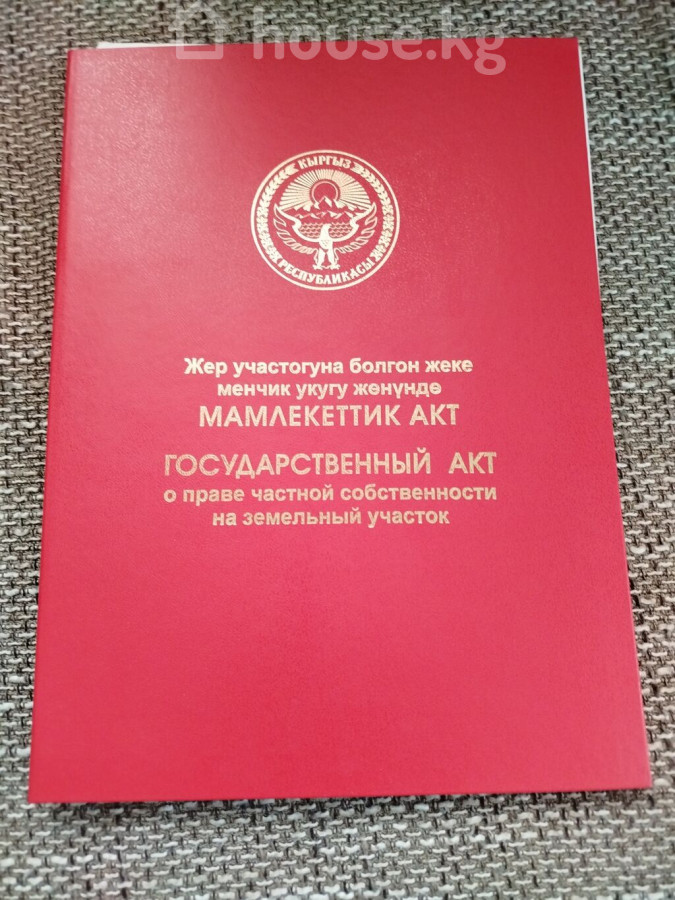 house.kg
КЫРГЫЗ
РЕСПУБЛИКАСЫ
Жер участогуна болгон жеке
менчик укугу жөнүндө
МАМЛЕКЕТТИК АКТ
ГОСУДАРСТВЕННЫЙ АКТ
о праве частной собственности
на земельный участок